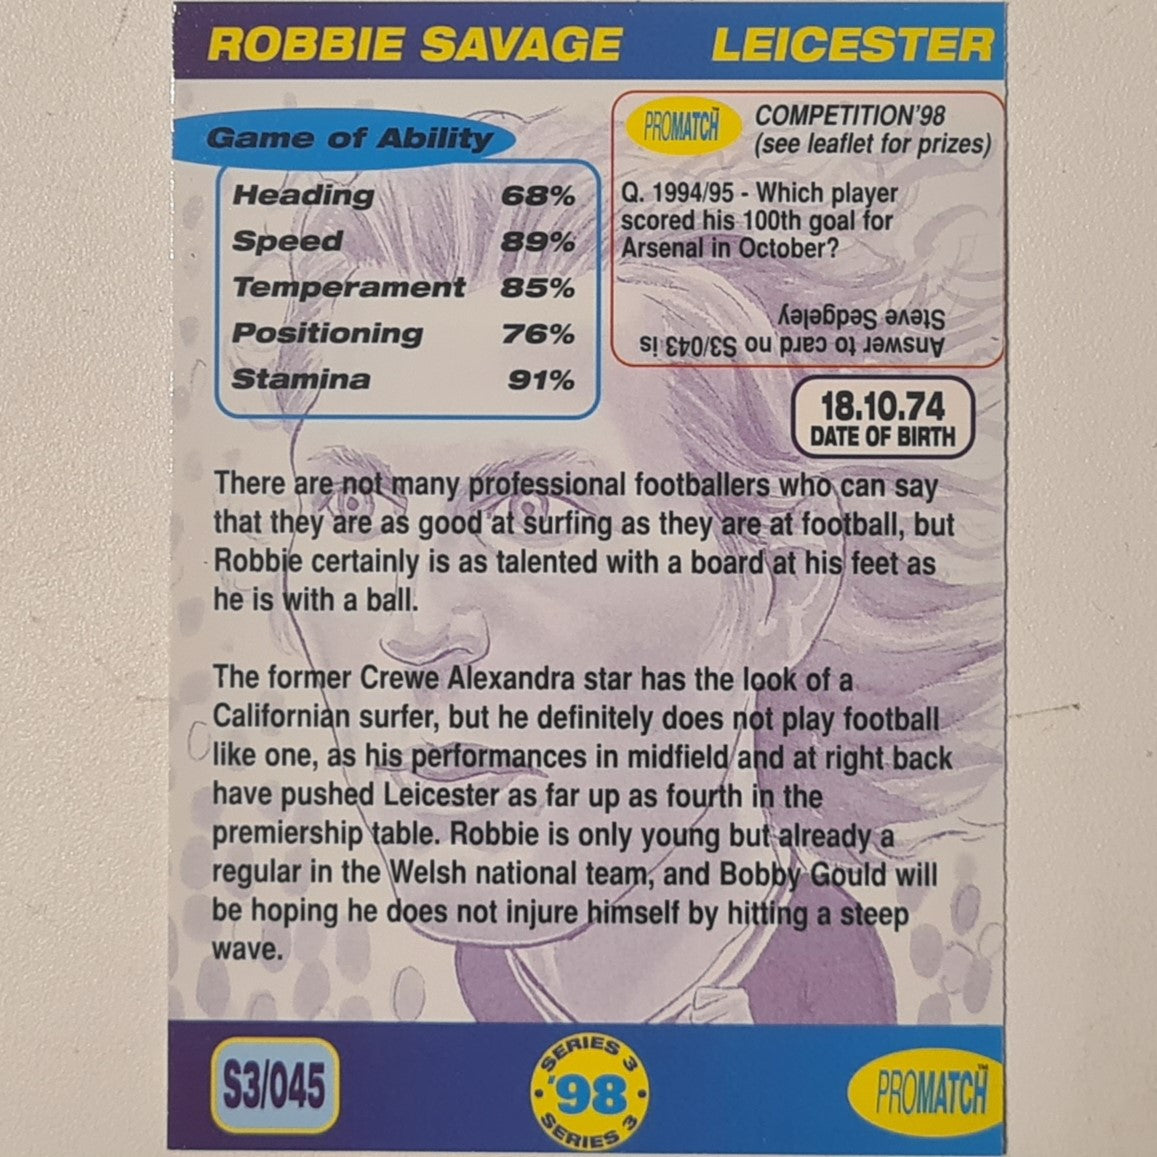 ROBBIE SAVAGE LEICESTER
Game of Ability
Heading 68%
Speed 89%
Temperament 85%
Positioning 76%
Stamina 91%
PROMATCH™
COMPETITION'98
(see leaflet for prizes)
Q. 1994/95 - Which player
scored his 100th goal for
Arsenal in October?
Answer to card no S3/043 is
Steve Sedgeley
18.10.74
DATE OF BIRTH
There are not many professional footballers who can say
that they are as good at surfing as they are at football, but
Robbie certainly is as talented with a board at his feet as
he is with a ball.
The former Crewe Alexandra star has the look of a
Californian surfer, but he definitely does not play football
like one, as his performances in midfield and at right back
have pushed Leicester as far up as fourth in the
premiership table. Robbie is only young but already a
regular in the Welsh national team, and Bobby Gould will
be hoping he does not injure himself by hitting a steep
wave.
S3/045
SERIES 3
'98
SERIES 3
PROMATCH™